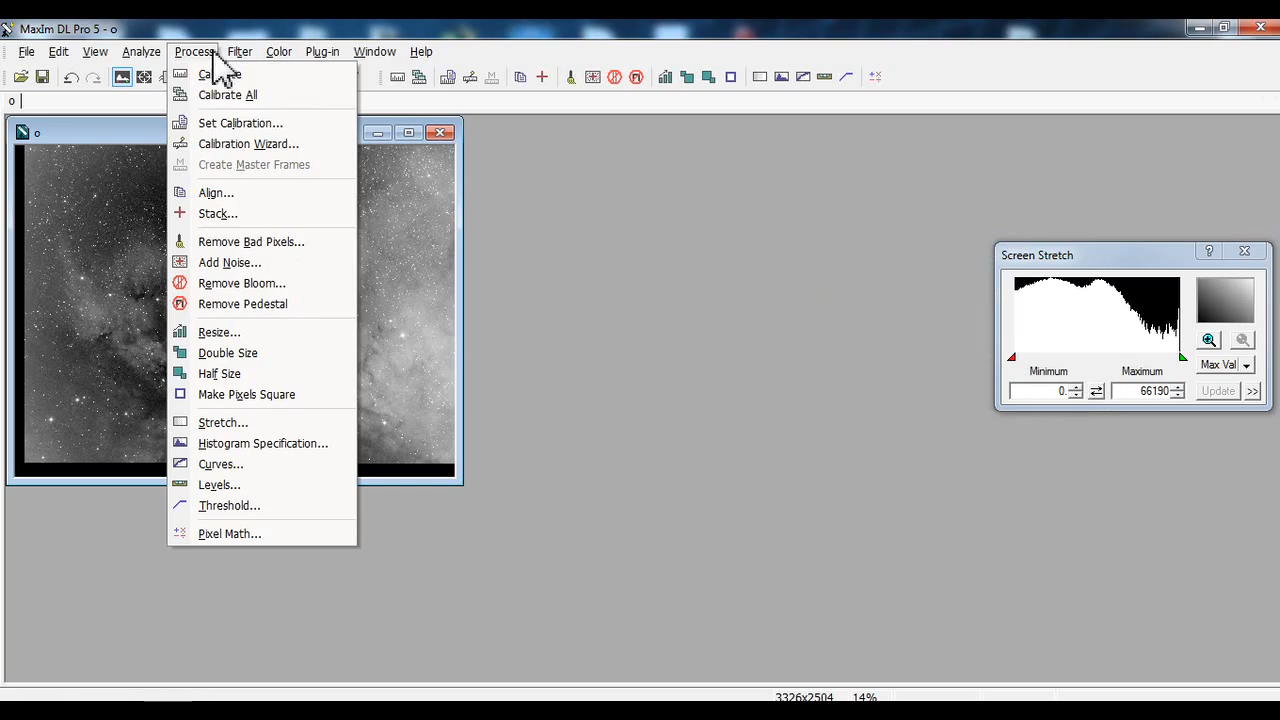 MaxIm DL Pro 5 - o
File Edit View Analyze Process Filter Color Plug-in Window Help
o
o
Calibrate All
Set Calibration...
Calibration Wizard...
Create Master Frames
Align...
Stack...
Remove Bad Pixels...
Add Noise...
Remove Bloom...
Remove Pedestal
Resize...
Double Size
Half Size
Make Pixels Square
Stretch...
Histogram Specification...
Curves...
Levels...
Threshold...
Pixel Math...
Screen Stretch
Minimum Maximum
Max Val
0. 66190 Update >>
3326x2504 14%